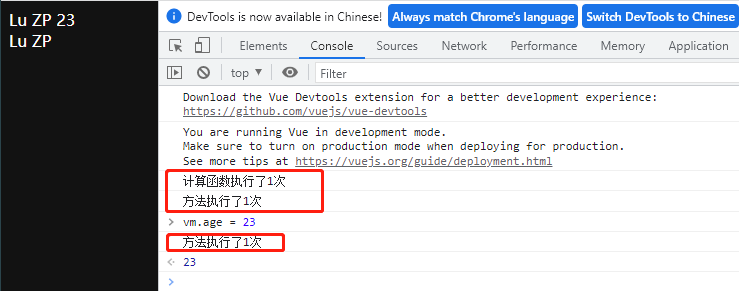 Lu ZP 23
Lu ZP
DevTools is now available in Chinese!
Always match Chrome's language
Switch DevTools to Chinese
Elements
Console
Sources
Network
Performance
Memory
Application
top
Filter
Download the Vue Devtools extension for a better development experience:
https://github.com/vuejs/vue-devtools
You are running Vue in development mode.
Make sure to turn on production mode when deploying for production.
See more tips at https://vuejs.org/guide/deployment.html
计算函数执行了1次
方法执行了1次
vm.age = 23
方法执行了1次
23